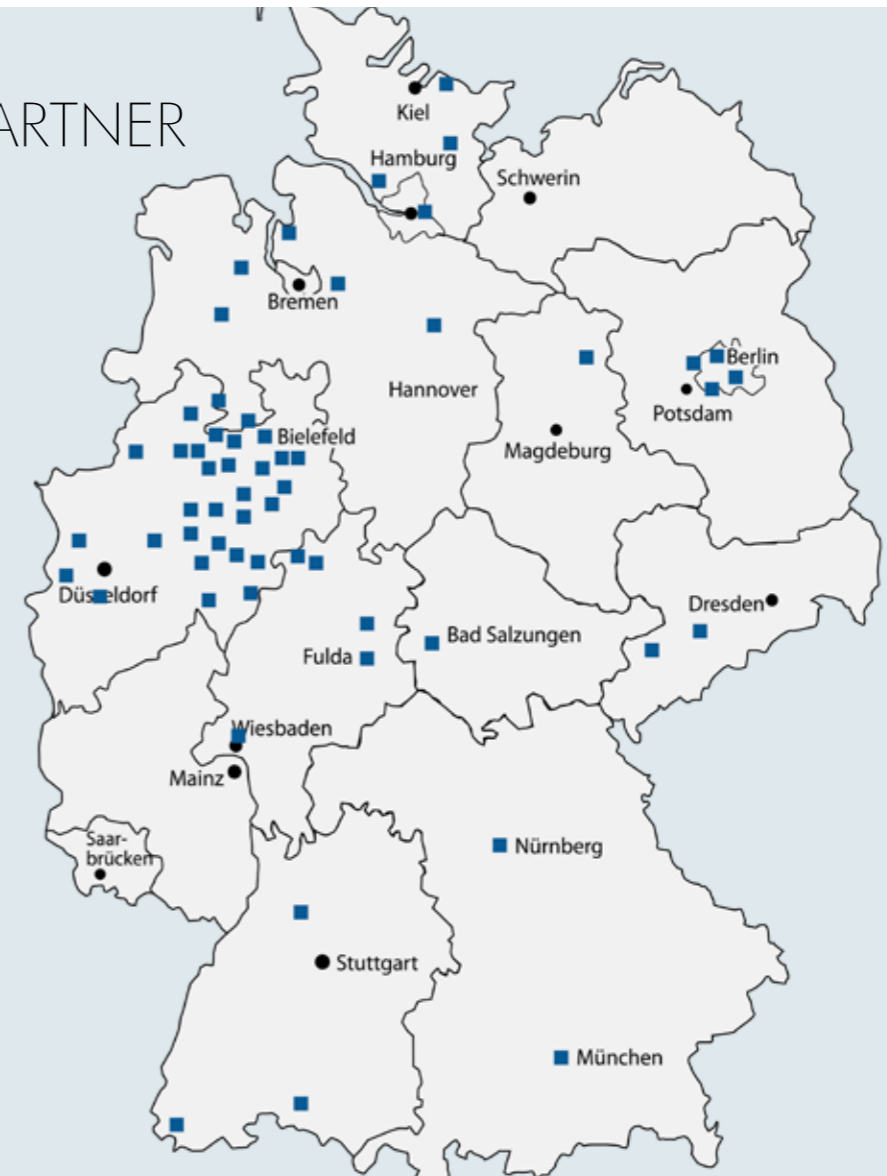 ARTNER
Kiel
Hamburg
Schwerin
Bremen
Berlin
Hannover
Potsdam
Bielefeld
Magdeburg
Düsseldorf
Dresden
Bad Salzungen
Fulda
Wiesbaden
Mainz
Saar-
brücken
Nürnberg
Stuttgart
München